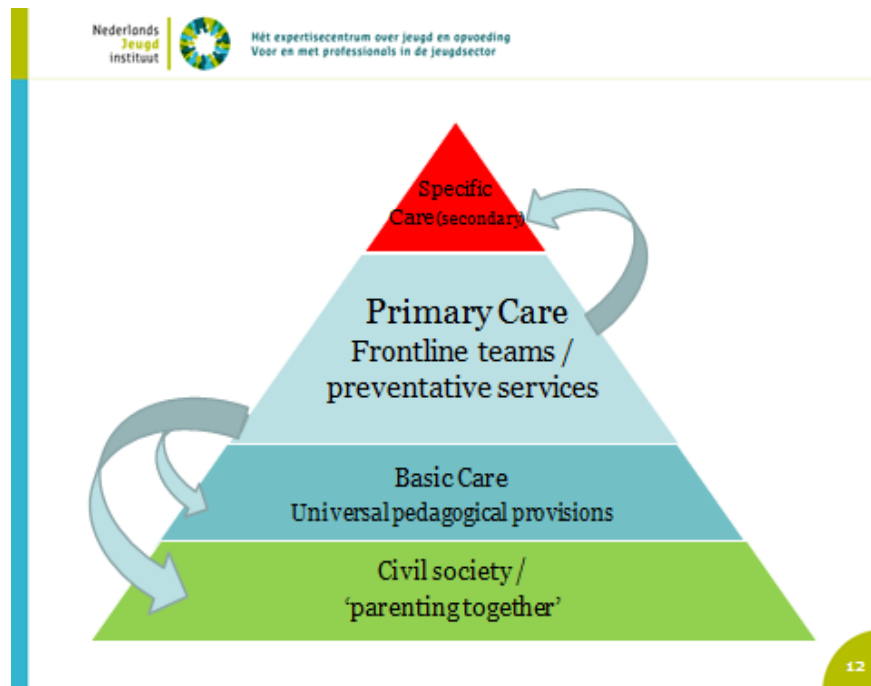 Nederlands
Jeugd
instituut
Hét expertisecentrum over jeugd en opvoeding
Voor en met professionals in de jeugdsector
Specific
Care (secondary)
Primary Care
Frontline teams /
preventative services
Basic Care
Universal pedagogical provisions
Civil society /
‘parenting together’
12